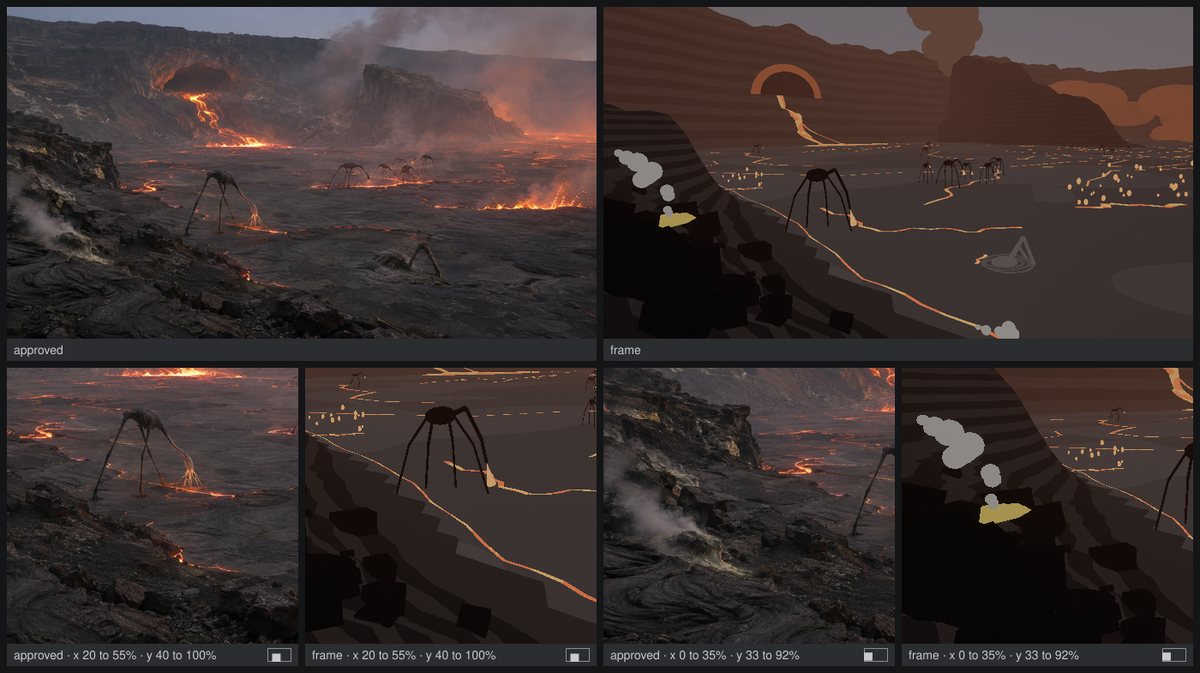 approved
frame
approved · x 20 to 55% · y 40 to 100%
frame · x 20 to 55% · y 40 to 100%
approved · x 0 to 35% · y 33 to 92%
frame · x 0 to 35% · y 33 to 92%